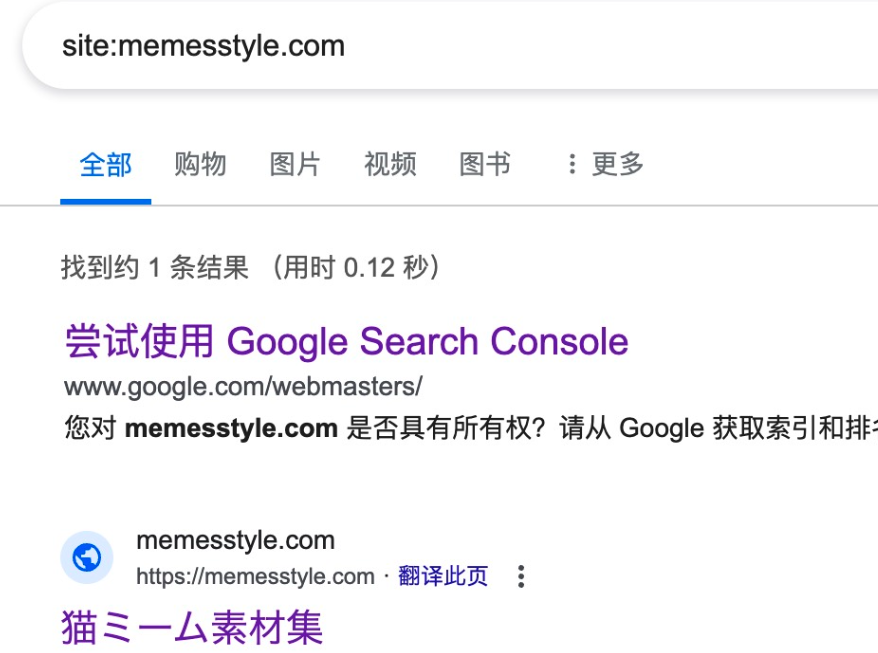 site:memesstyle.com
全部 购物 图片 视频 图书 更多
找到约 1 条结果 （用时 0.12 秒）
尝试使用 Google Search Console
www.google.com/webmasters/
您对 memesstyle.com 是否具有所有权？请从 Google 获取索引和排
memesstyle.com
https://memesstyle.com · 翻译此页
猫ミーム素材集